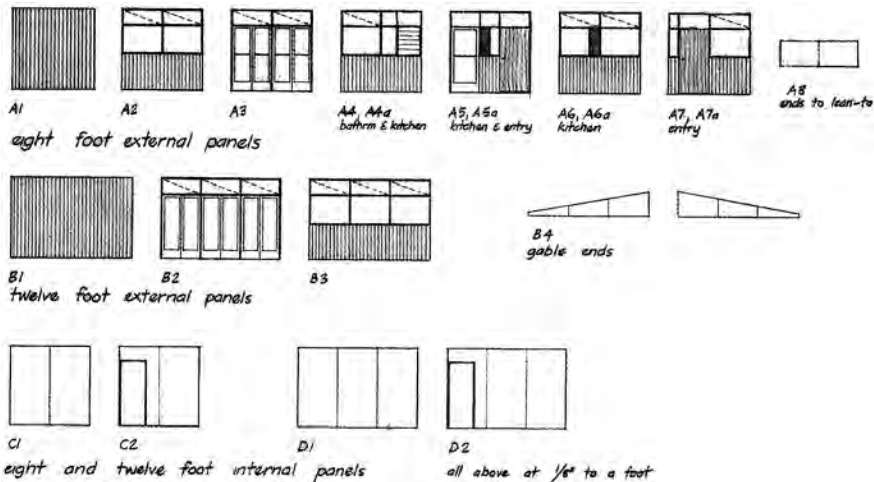 A1
A2
A3
A4, A4a
bathrm & kitchen
A5, A5a
kitchen & entry
A6, A6a
kitchen
A7, A7a
entry
A8
ends to lean-to
eight foot external panels
B1
B2
B3
B4
gable ends
twelve foot external panels
C1
C2
D1
D2
eight and twelve foot internal panels
all above at 1/8" to a foot